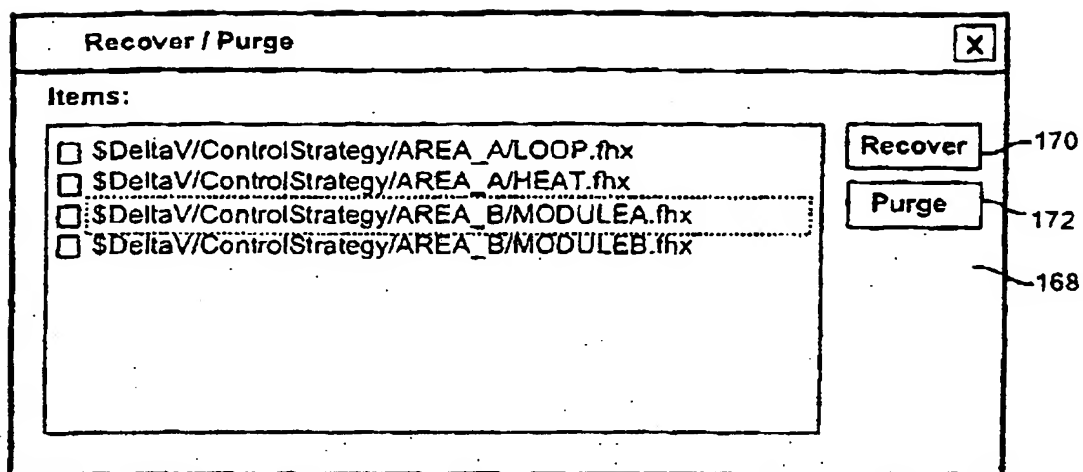 Recover / Purge X
Items:
$DeltaV/ControlStrategy/AREA_A/LOOP.fhx
$DeltaV/ControlStrategy/AREA_A/HEAT.fhx
$DeltaV/ControlStrategy/AREA_B/MODULEA.fhx
$DeltaV/ControlStrategy/AREA_B/MODULEB.fhx
Recover 170
Purge 172
168